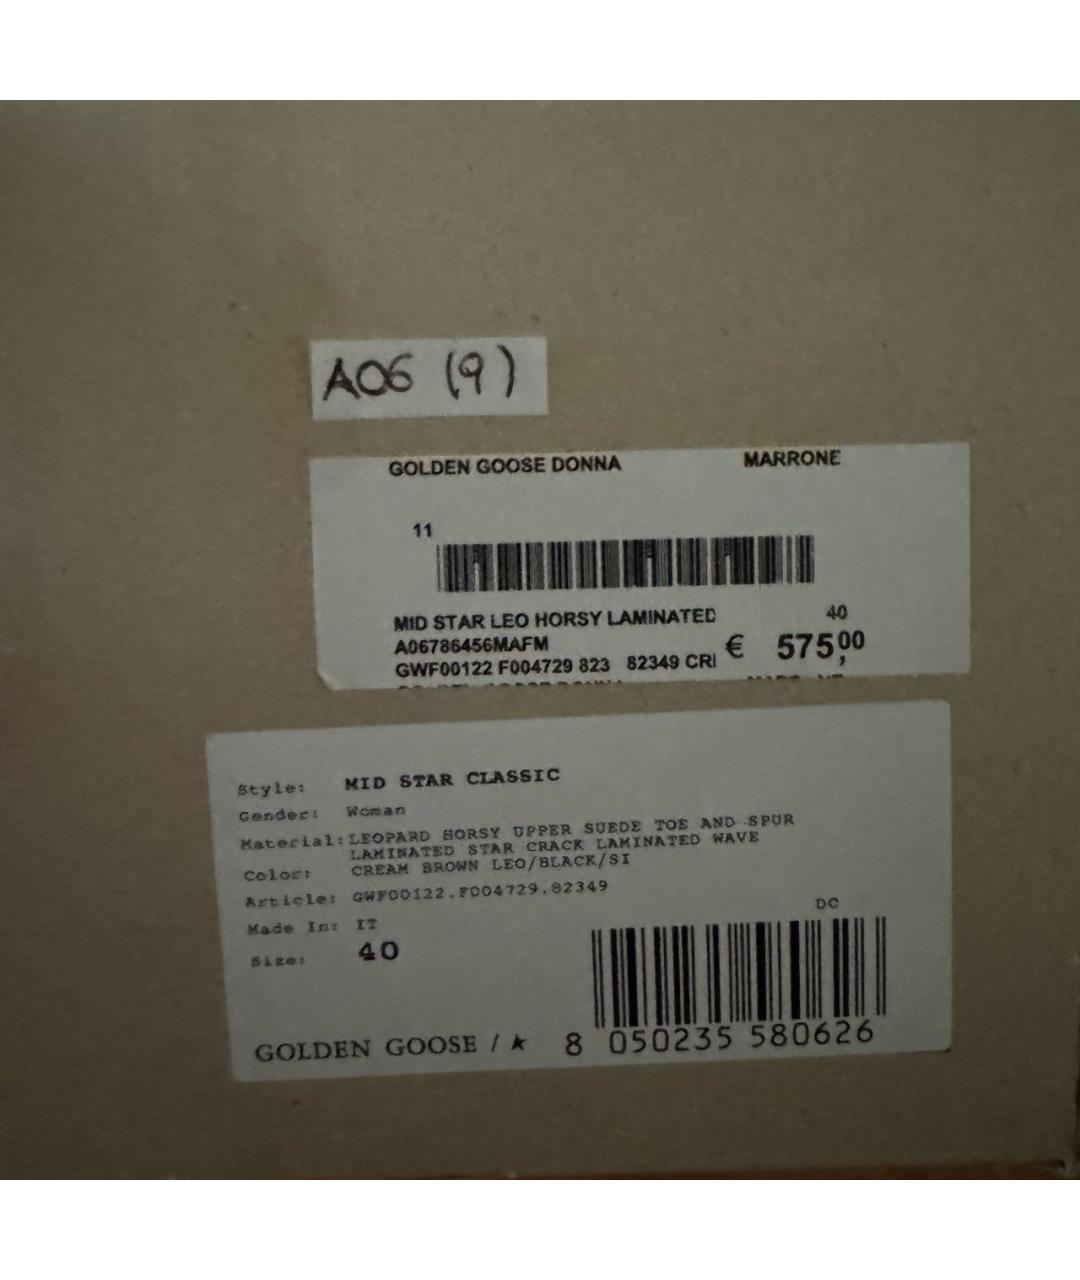 A06 (9)
GOLDEN GOOSE DONNA MARRONE
11
MID STAR LEO HORSY LAMINATED 40
A06786456MAFM € 575,00
GWF00122 F004729 823 82349 CRI
Style: MID STAR CLASSIC
Gender: Woman
Material: LEOPARD HORSY UPPER SUEDE TOE AND SPUR
LAMINATED STAR CRACK LAMINATED WAVE
Color: CREAM BROWN LEO/BLACK/SI
Article: GWF00122.F004729.82349
DC
Made In: IT
Size: 40
GOLDEN GOOSE / ★ 8 050235 580626